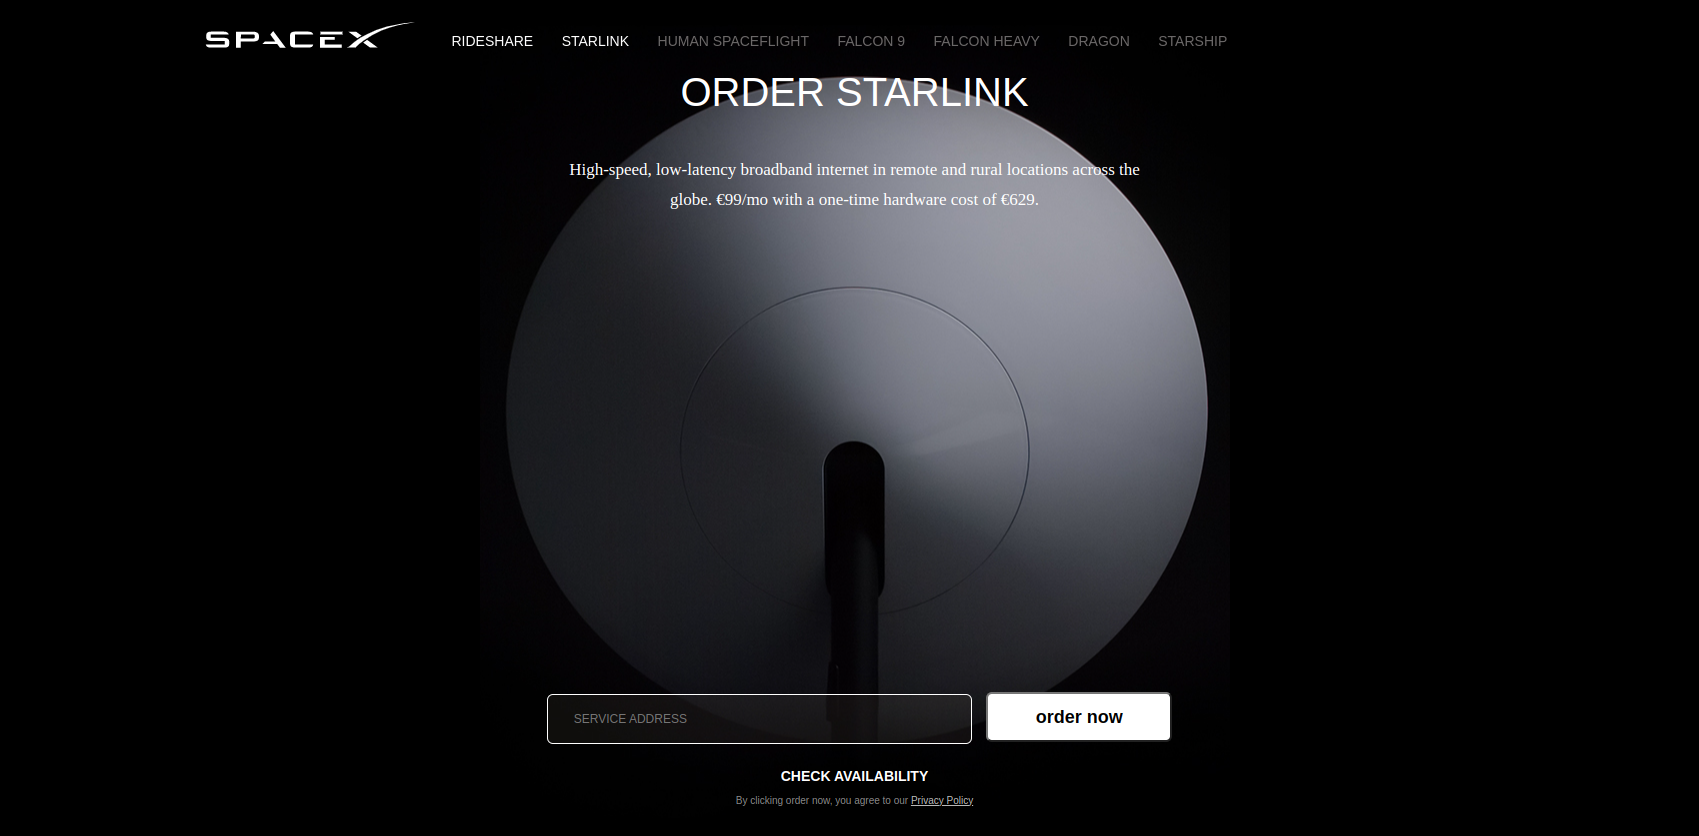 SPACEX RIDESHARE STARLINK HUMAN SPACEFLIGHT FALCON 9 FALCON HEAVY DRAGON STARSHIP
ORDER STARLINK
High-speed, low-latency broadband internet in remote and rural locations across the
globe. €99/mo with a one-time hardware cost of €629.
SERVICE ADDRESS order now
CHECK AVAILABILITY
By clicking order now, you agree to our Privacy Policy